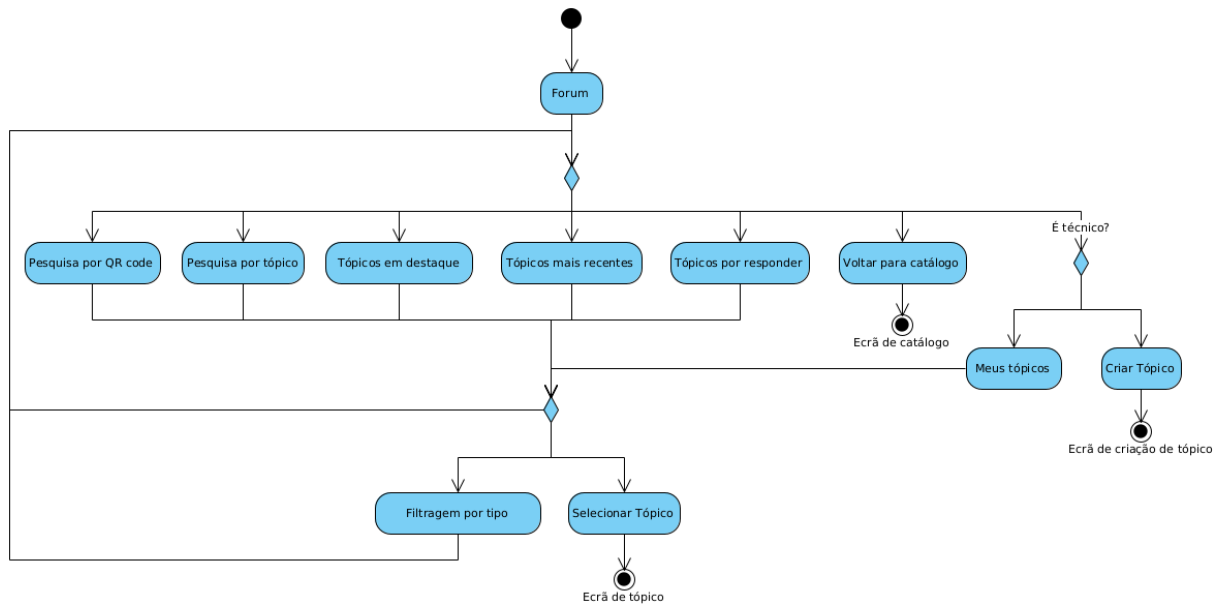 Forum
É técnico?
Pesquisa por QR code
Pesquisa por tópico
Tópicos em destaque
Tópicos mais recentes
Tópicos por responder
Voltar para catálogo
Ecrã de catálogo
Meus tópicos
Criar Tópico
Ecrã de criação de tópico
Filtragem por tipo
Selecionar Tópico
Ecrã de tópico